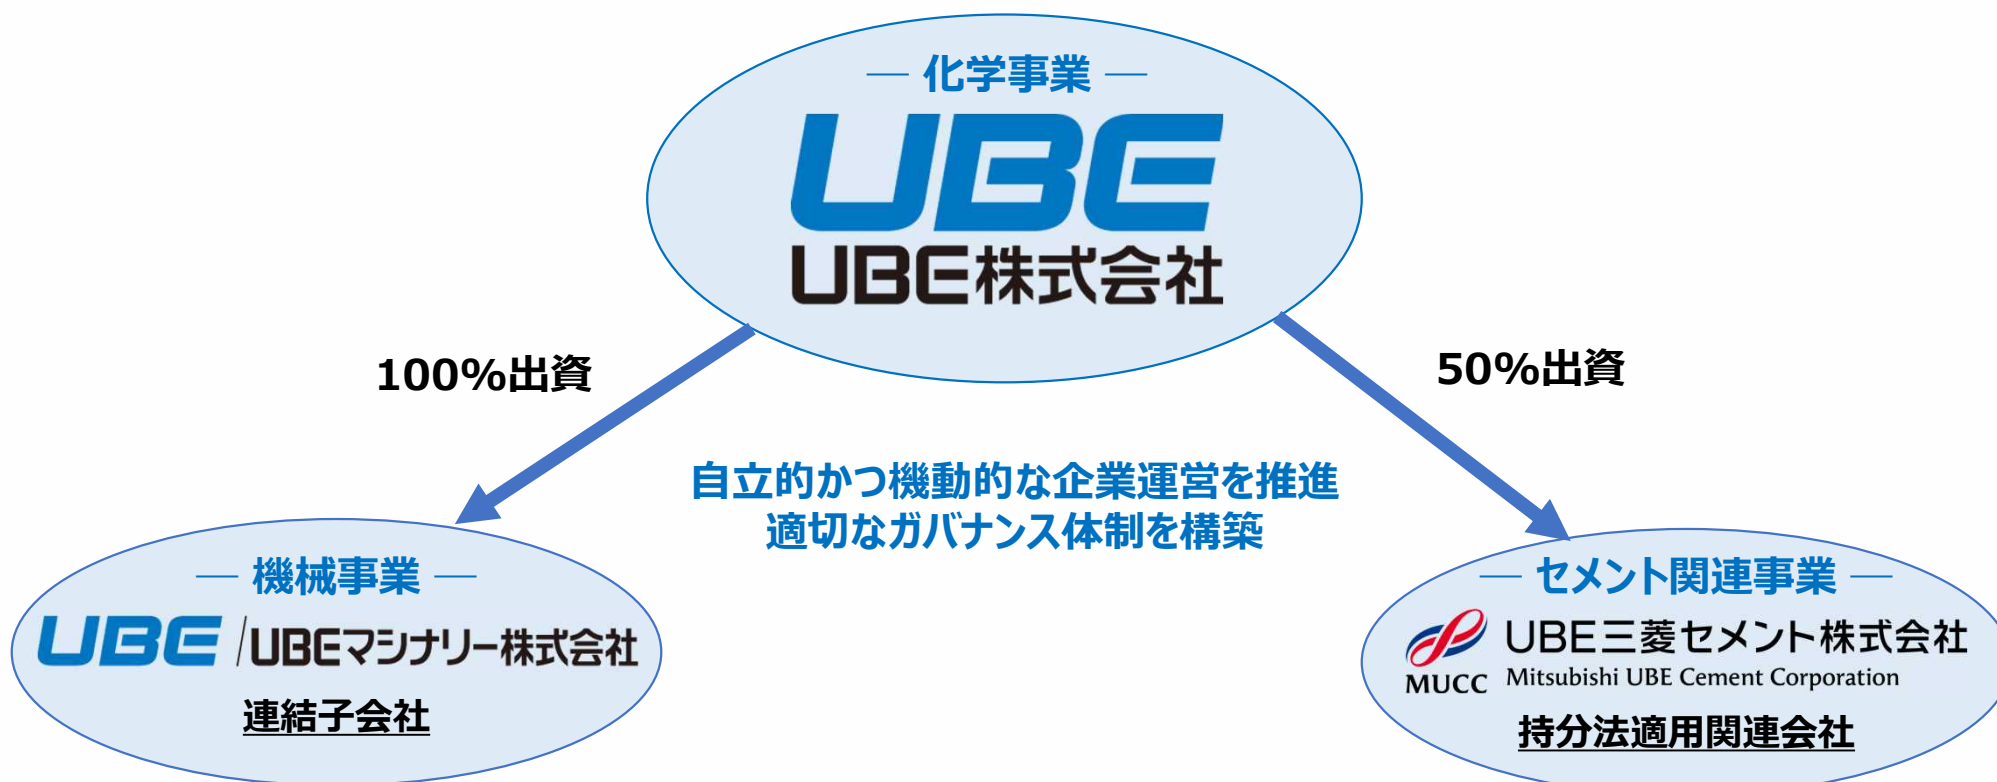 ― 化学事業 ―
UBE
UBE株式会社
100%出資
50%出資
自立的かつ機動的な企業運営を推進
適切なガバナンス体制を構築
― 機械事業 ―
UBE/UBEマシナリー株式会社
連結子会社
― セメント関連事業 ―
UBE三菱セメント株式会社
MUCC Mitsubishi UBE Cement Corporation
持分法適用関連会社